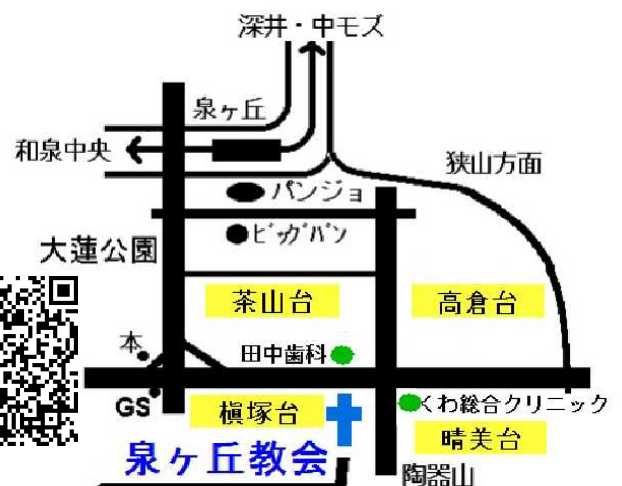 深井・中モズ
泉ヶ丘
和泉中央
狭山方面
パンジョ
ビッグバン
大蓮公園
茶山台
高倉台
本
田中歯科
GS
槇塚台
くわ総合クリニック
晴美台
泉ヶ丘教会
陶器山